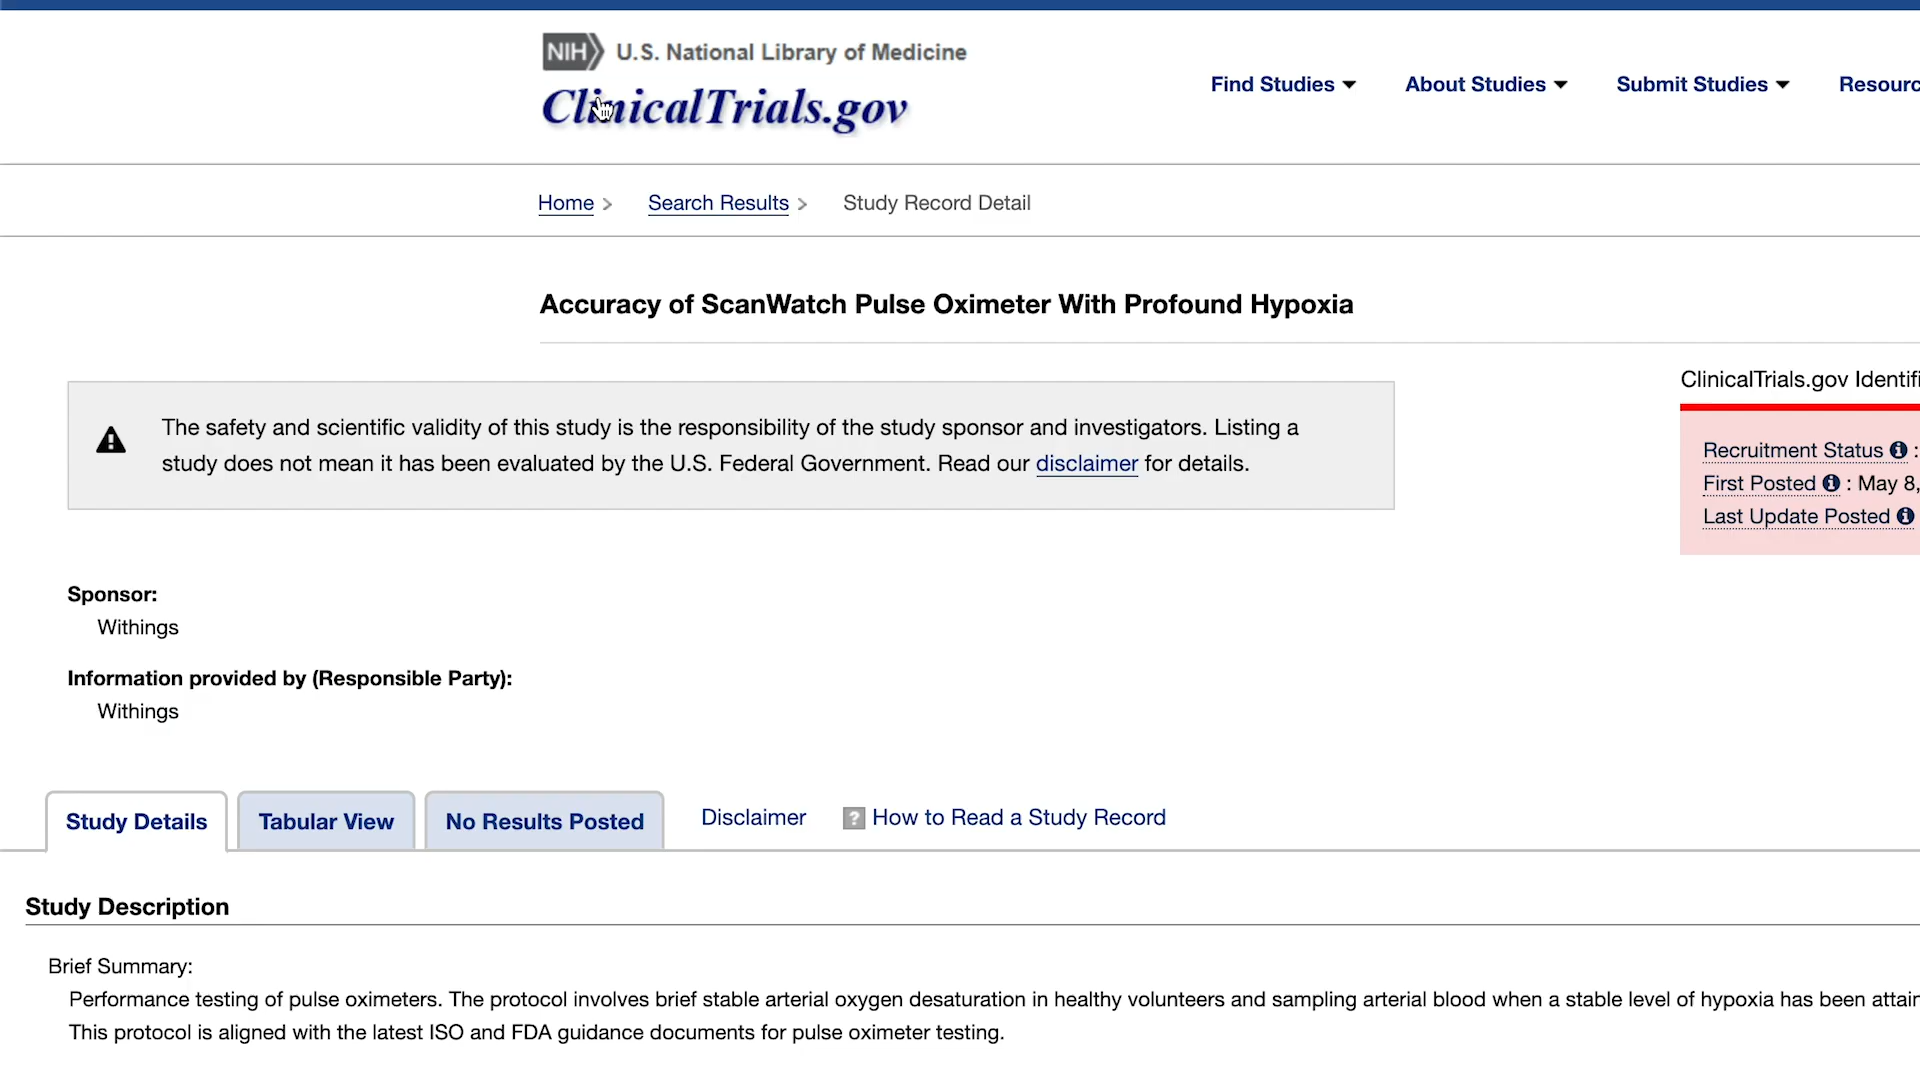 NIH U.S. National Library of Medicine
ClinicalTrials.gov
Find Studies About Studies Submit Studies
Home > Search Results > Study Record Detail
Accuracy of ScanWatch Pulse Oximeter With Profound Hypoxia
The safety and scientific validity of this study is the responsibility of the study sponsor and investigators. Listing a
study does not mean it has been evaluated by the U.S. Federal Government. Read our disclaimer for details.
ClinicalTrials.gov
Recruitment Status :
First Posted : May 8,
Last Update Posted
Sponsor:
Withings
Information provided by (Responsible Party):
Withings
Study Details Tabular View No Results Posted Disclaimer ? How to Read a Study Record
Study Description
Brief Summary:
Performance testing of pulse oximeters. The protocol involves brief stable arterial oxygen desaturation in healthy volunteers and sampling arterial blood when a stable level of hypoxia has been
This protocol is aligned with the latest ISO and FDA guidance documents for pulse oximeter testing.